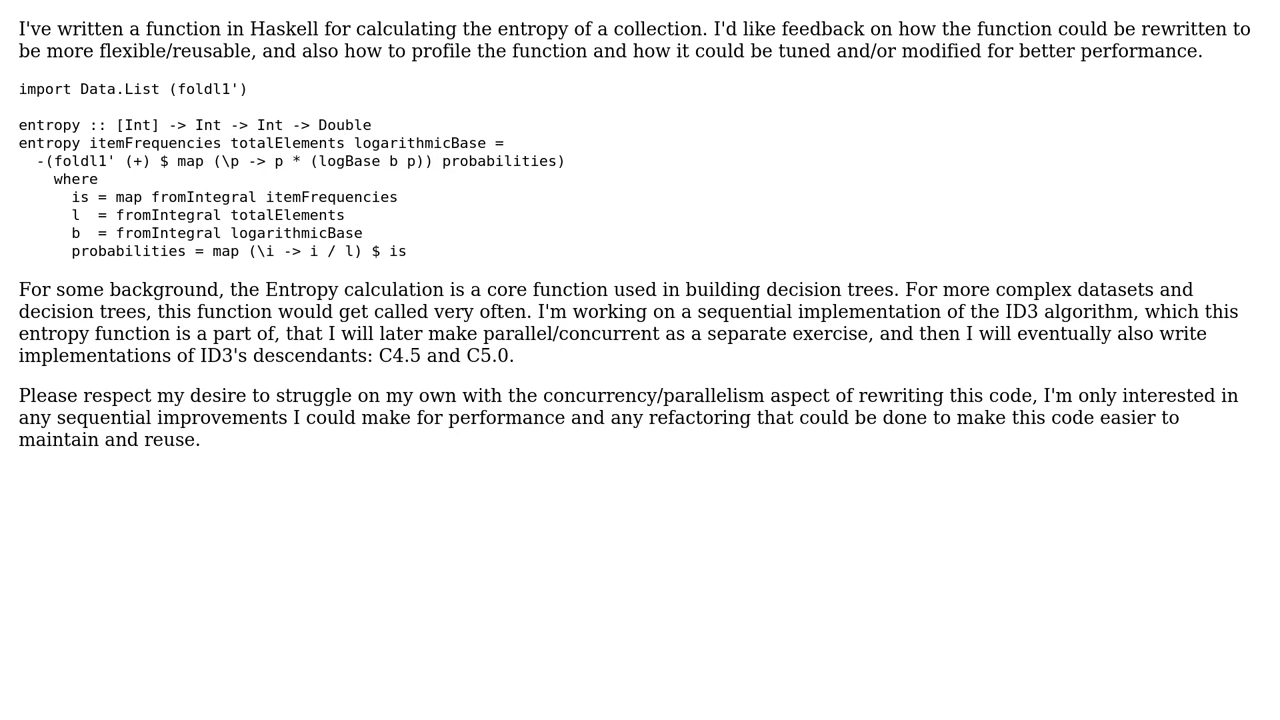 I've written a function in Haskell for calculating the entropy of a collection. I'd like feedback on how the function could be rewritten to
be more flexible/reusable, and also how to profile the function and how it could be tuned and/or modified for better performance.
import Data.List (foldl1')
entropy :: [Int] -> Int -> Int -> Double
entropy itemFrequencies totalElements logarithmicBase =
  -(foldl1' (+) $ map (\p -> p * (logBase b p)) probabilities)
    where
      is = map fromIntegral itemFrequencies
      l  = fromIntegral totalElements
      b  = fromIntegral logarithmicBase
      probabilities = map (\i -> i / l) $ is
For some background, the Entropy calculation is a core function used in building decision trees. For more complex datasets and
decision trees, this function would get called very often. I'm working on a sequential implementation of the ID3 algorithm, which this
entropy function is a part of, that I will later make parallel/concurrent as a separate exercise, and then I will eventually also write
implementations of ID3's descendants: C4.5 and C5.0.
Please respect my desire to struggle on my own with the concurrency/parallelism aspect of rewriting this code, I'm only interested in
any sequential improvements I could make for performance and any refactoring that could be done to make this code easier to
maintain and reuse.